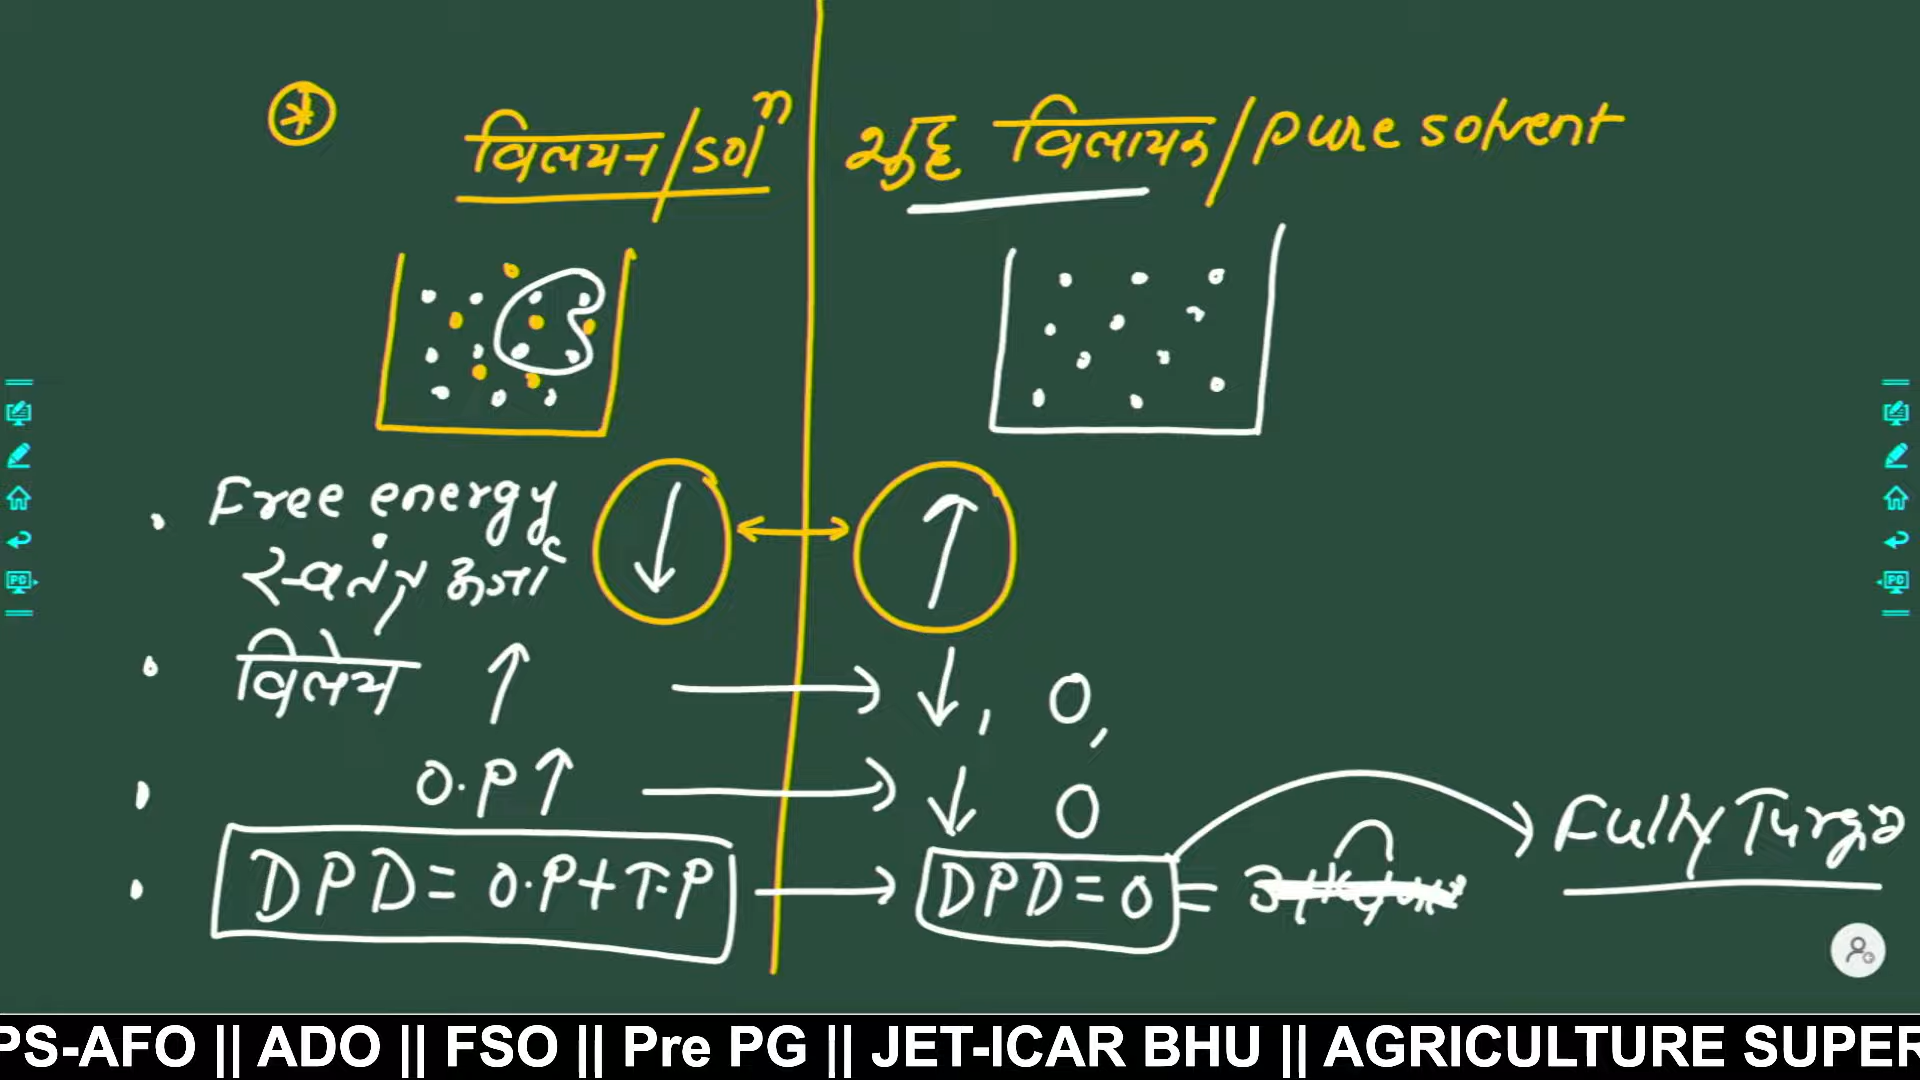 विलयन/solⁿ
शुद्ध विलायक/pure solvent
Free energy ↓ ↔ ↑
स्वतंत्र ऊर्जा
विलेय ↑ → ↓, 0,
O.P ↑ → ↓ 0
DPD = O.P + T.P → DPD = 0 = → Fully Turgid
PS-AFO || ADO || FSO || Pre PG || JET-ICAR BHU || AGRICULTURE SUPER